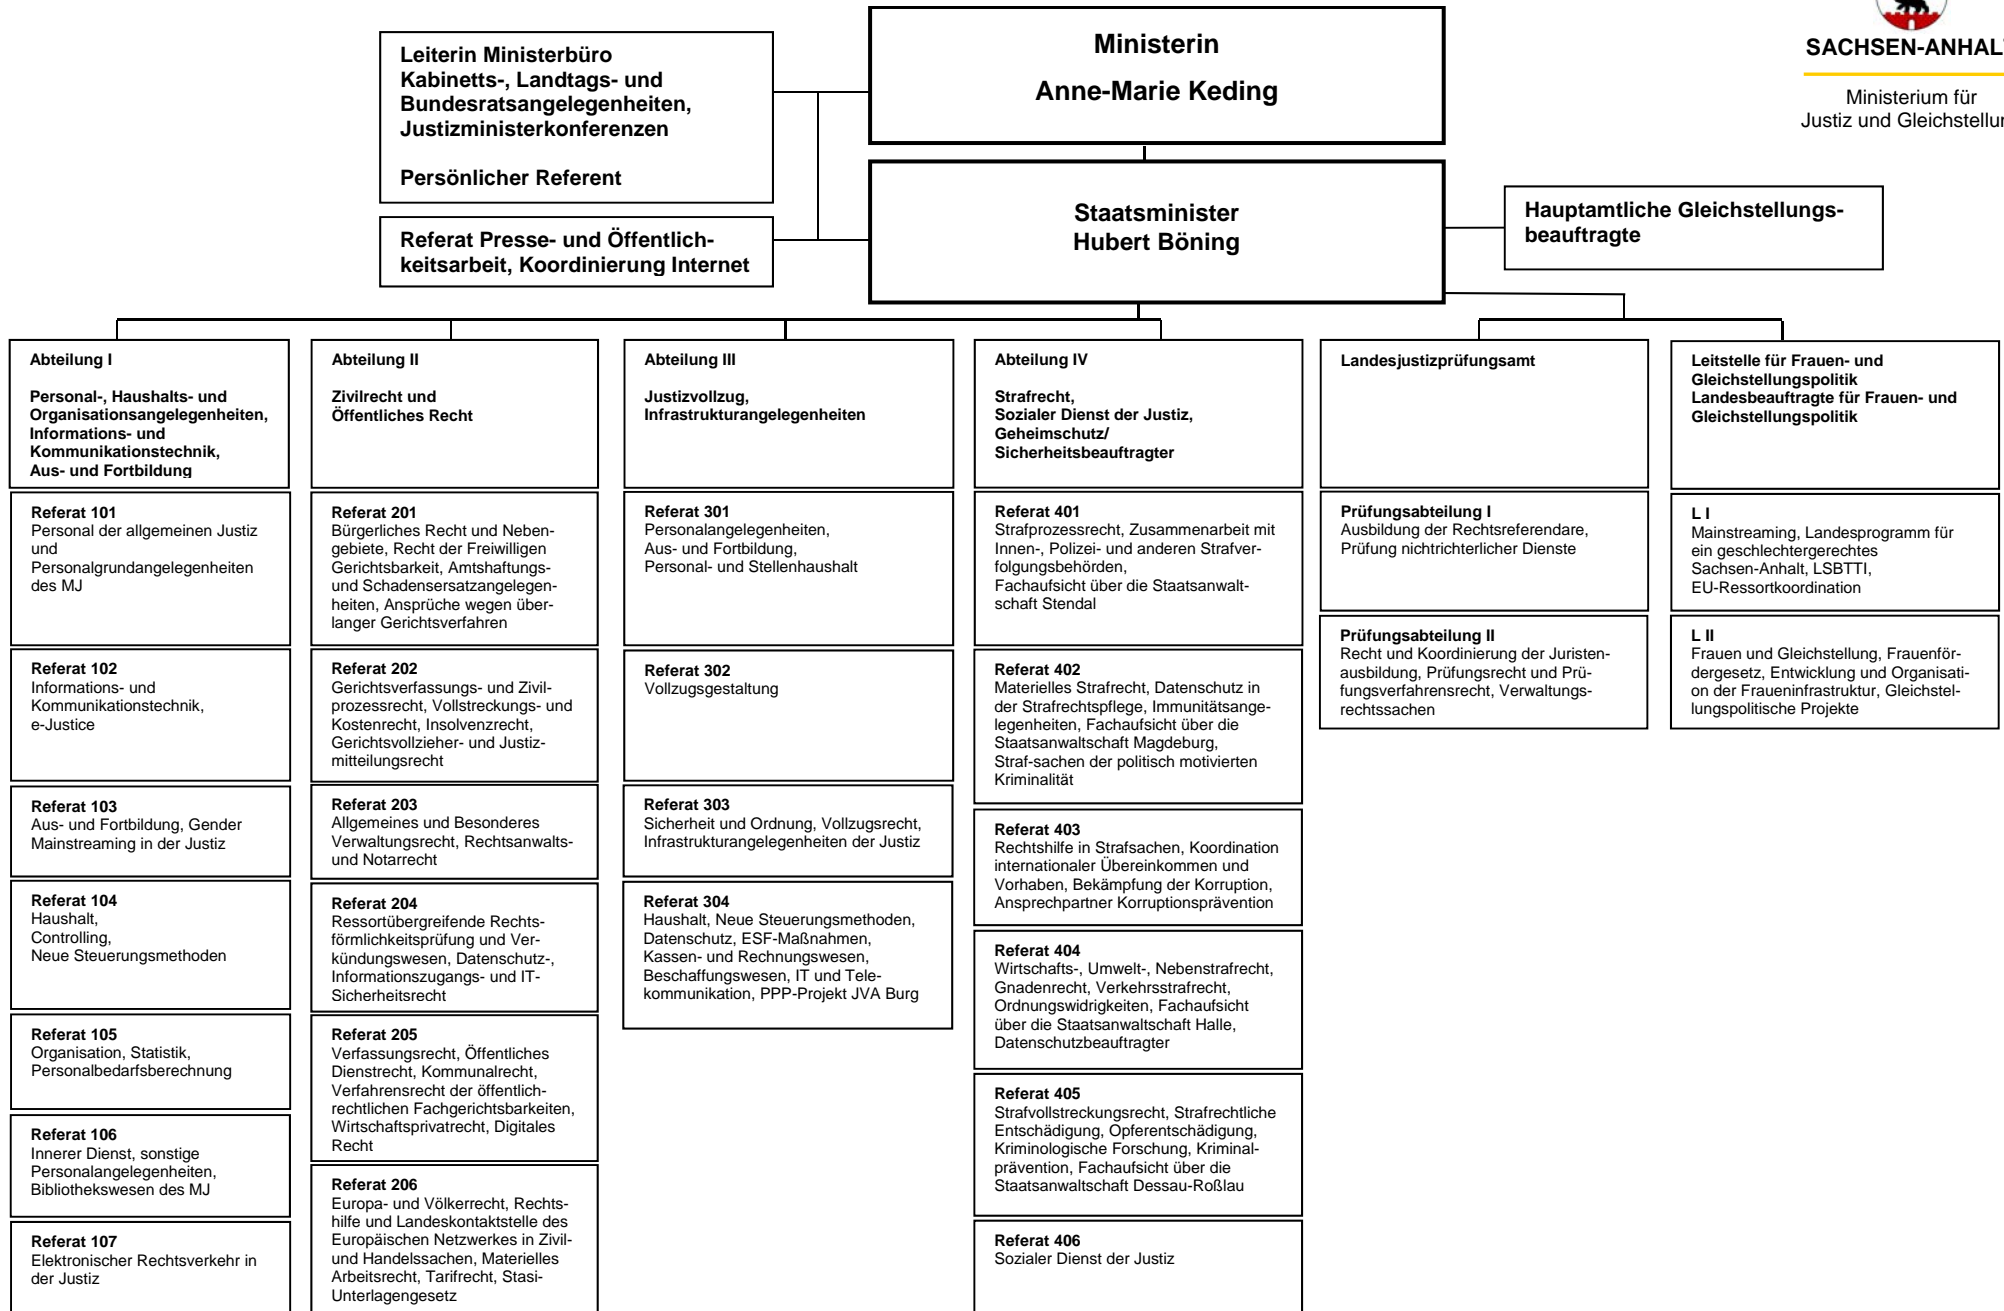 Ministerin
Anne-Marie Keding
SACHSEN-ANHALT
Ministerium für
Justiz und
Leiterin Ministerbüro
Kabinetts-, Landtags- und
Bundesratsangelegenheiten,
Justizministerkonferenzen
Persönlicher Referent
Referat Presse- und Öffentlich-
keitsarbeit, Koordinierung Internet
Staatsminister
Hubert Böning
Hauptamtliche Gleichstellungs-
beauftragte
Abteilung I
Personal-, Haushalts- und
Organisationsangelegenheiten,
Informations- und
Kommunikationstechnik,
Aus- und Fortbildung
Referat 101
Personal der allgemeinen Justiz
und
Personalgrundangelegenheiten
des MJ
Referat 102
Informations- und
Kommunikationstechnik,
e-Justice
Referat 103
Aus- und Fortbildung, Gender
Mainstreaming in der Justiz
Referat 104
Haushalt,
Controlling,
Neue Steuerungsmethoden
Referat 105
Organisation, Statistik,
Personalbedarfsberechnung
Referat 106
Innerer Dienst, sonstige
Personalangelegenheiten,
Bibliothekswesen des MJ
Referat 107
Elektronischer Rechtsverkehr in
der Justiz
Abteilung II
Zivilrecht und
Öffentliches Recht
Referat 201
Bürgerliches Recht und Neben-
gebiete, Recht der Freiwilligen
Gerichtsbarkeit, Amtshaftungs-
und Schadensersatzangelegen-
heiten, Ansprüche wegen über-
langer Gerichtsverfahren
Referat 202
Gerichtsverfassungs- und Zivil-
prozessrecht, Vollstreckungs- und
Kostenrecht, Insolvenzrecht,
Gerichtsvollzieher- und Justiz-
mitteilungsrecht
Referat 203
Allgemeines und Besonderes
Verwaltungsrecht, Rechtsanwalts-
und Notarrecht
Referat 204
Ressortübergreifende Rechts-
förmlichkeitsprüfung und Ver-
kündungswesen, Datenschutz-,
Informationszugangs- und IT-
Sicherheitsrecht
Referat 205
Verfassungsrecht, Öffentliches
Dienstrecht, Kommunalrecht,
Verfahrensrecht der öffentlich-
rechtlichen Fachgerichtsbarkeiten,
Wirtschaftsprivatrecht, Digitales
Recht
Referat 206
Europa- und Völkerrecht, Rechts-
hilfe und Landeskontaktstelle des
Europäischen Netzwerkes in Zivil-
und Handelssachen, Materielles
Arbeitsrecht, Tarifrecht, Stasi-
Unterlagengesetz
Abteilung III
Justizvollzug,
Infrastrukturangelegenheiten
Referat 301
Personalangelegenheiten,
Aus- und Fortbildung,
Personal- und Stellenhaushalt
Referat 302
Vollzugsgestaltung
Referat 303
Sicherheit und Ordnung, Vollzugsrecht,
Infrastrukturangelegenheiten der Justiz
Referat 304
Haushalt, Neue Steuerungsmethoden,
Datenschutz, ESF-Maßnahmen,
Kassen- und Rechnungswesen,
Beschaffungswesen, IT und Tele-
kommunikation, PPP-Projekt JVA Burg
Abteilung IV
Strafrecht,
Sozialer Dienst der Justiz,
Geheimschutz/
Sicherheitsbeauftragter
Referat 401
Strafprozessrecht, Zusammenarbeit mit
Innen-, Polizei- und anderen Strafver-
folgungsbehörden,
Fachaufsicht über die Staatsanwalt-
schaft Stendal
Referat 402
Materielles Strafrecht, Datenschutz in
der Strafrechtspflege, Immunitätsange-
legenheiten, Fachaufsicht über die
Staatsanwaltschaft Magdeburg,
Straf-sachen der politisch motivierten
Kriminalität
Referat 403
Rechtshilfe in Strafsachen, Koordination
internationaler Übereinkommen und
Vorhaben, Bekämpfung der Korruption,
Ansprechpartner Korruptionsprävention
Referat 404
Wirtschafts-, Umwelt-, Nebenstrafrecht,
Gnadenrecht, Verkehrsstrafrecht,
Ordnungswidrigkeiten, Fachaufsicht
über die Staatsanwaltschaft Halle,
Datenschutzbeauftragter
Referat 405
Strafvollstreckungsrecht, Strafrechtliche
Entschädigung, Opferentschädigung,
Kriminologische Forschung, Kriminal-
prävention, Fachaufsicht über die
Staatsanwaltschaft Dessau-Roßlau
Referat 406
Sozialer Dienst der Justiz
Landesjustizprüfungsamt
Prüfungsabteilung I
Ausbildung der Rechtsreferendare,
Prüfung nichtrichterlicher Dienste
Prüfungsabteilung II
Recht und Koordinierung der Juristen-
ausbildung, Prüfungsrecht und Prü-
fungsverfahrensrecht, Verwaltungs-
rechtssachen
Leitstelle für Frauen- und
Gleichstellungspolitik
Landesbeauftragte für Frauen- und
Gleichstellungspolitik
L I
Mainstreaming, Landesprogramm für
ein geschlechtergerechtes
Sachsen-Anhalt, LSBTTI,
EU-Ressortkoordination
L II
Frauen und Gleichstellung, Frauenför-
dergesetz, Entwicklung und Organisati-
on der Fraueninfrastruktur, Gleichstel-
lungspolitische Projekte